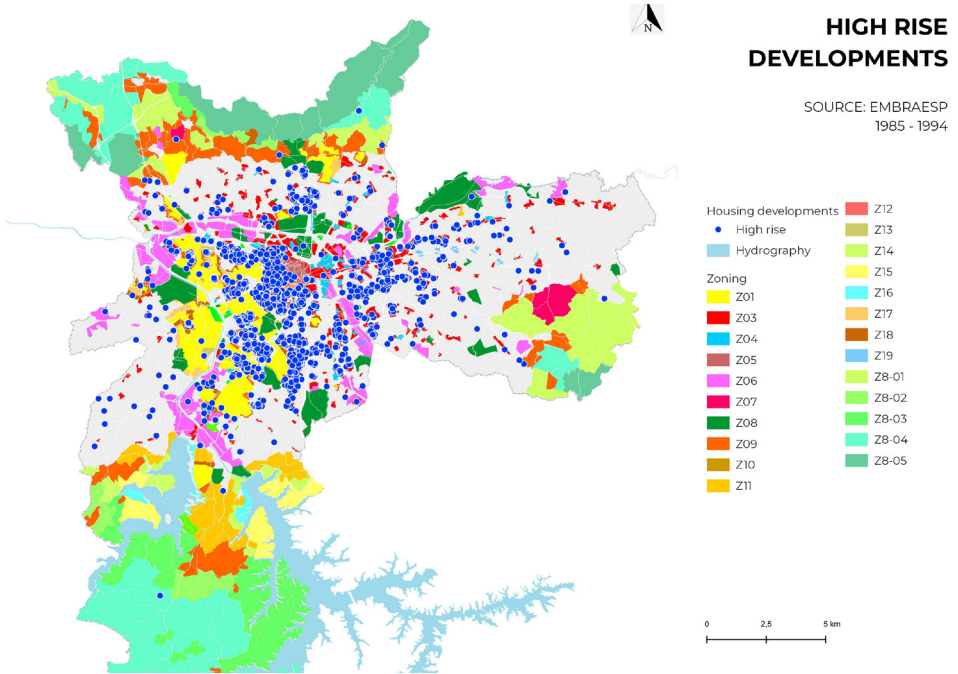 N
HIGH RISE
DEVELOPMENTS
SOURCE: EMBRAESP
1985 - 1994
Housing developments
High rise
Hydrography
Zoning
Z01
Z03
Z04
Z05
Z06
Z07
Z08
Z09
Z10
Z11
Z12
Z13
Z14
Z15
Z16
Z17
Z18
Z19
Z8-01
Z8-02
Z8-03
Z8-04
Z8-05
0 2,5 5 km